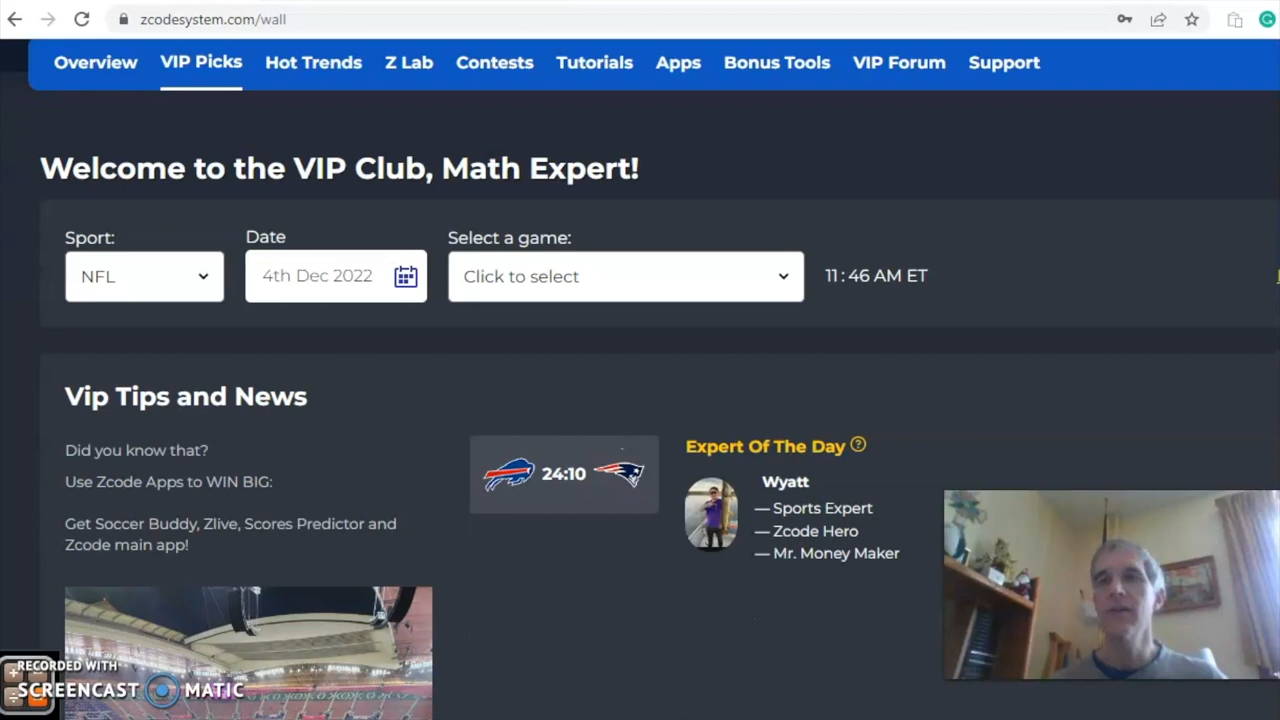 zcodesystem.com/wall
Overview VIP Picks Hot Trends Z Lab Contests Tutorials Apps Bonus Tools VIP Forum Support
Welcome to the VIP Club, Math Expert!
Sport: Date Select a game:
NFL 4th Dec 2022 Click to select 11:46 AM ET
Vip Tips and News
Did you know that?
Use Zcode Apps to WIN BIG:
Get Soccer Buddy, Zlive, Scores Predictor and
Zcode main app!
24:10
Expert Of The Day
Wyatt
— Sports Expert
— Zcode Hero
— Mr. Money Maker
RECORDED WITH
SCREENCAST MATIC